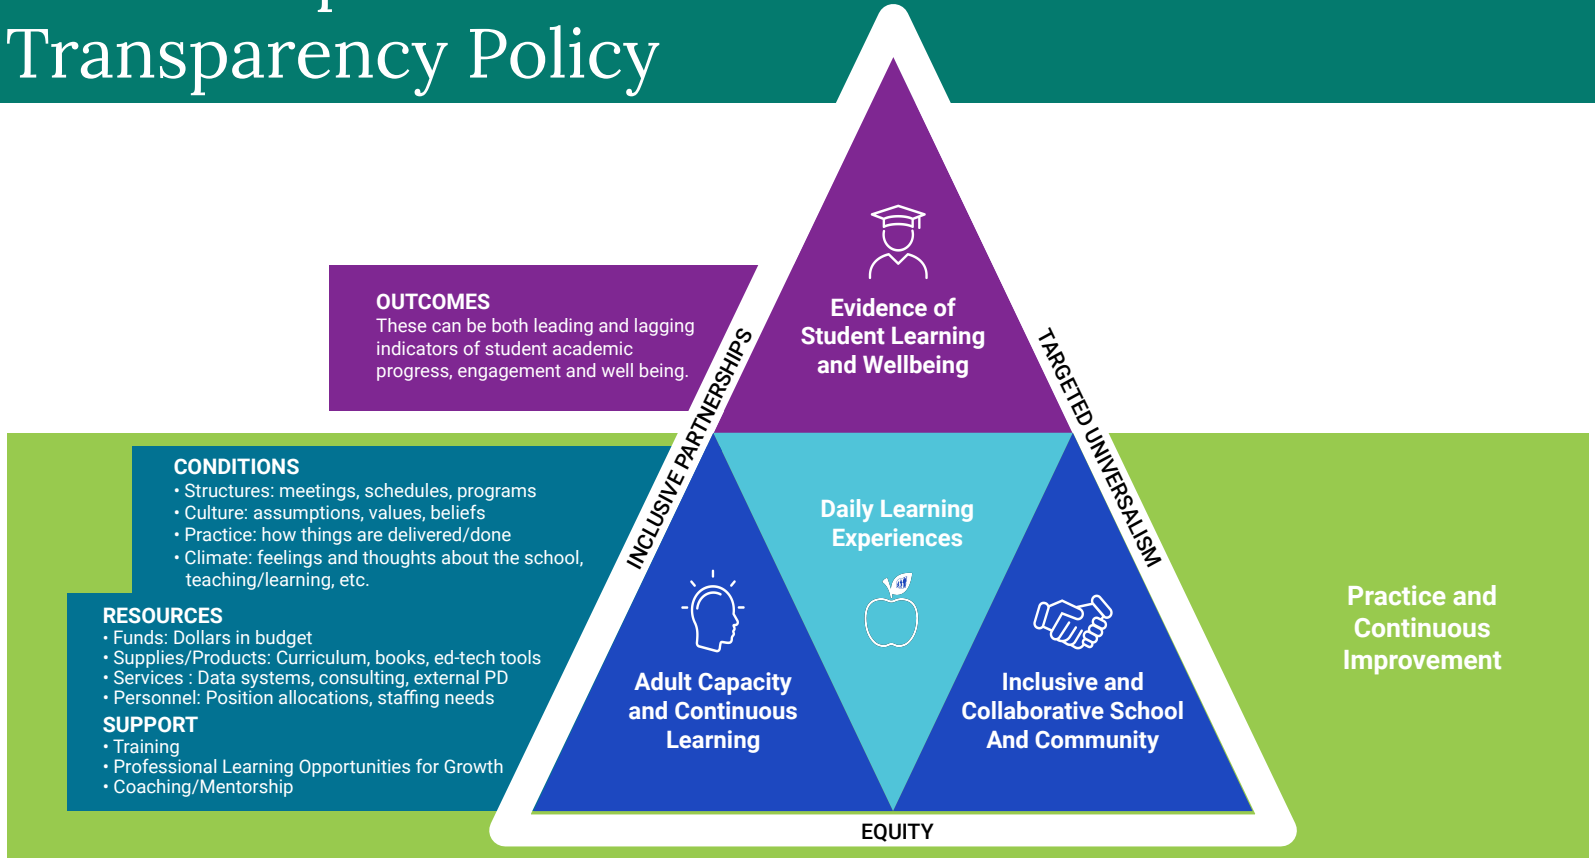 Transparency Policy
OUTCOMES
These can be both leading and lagging
indicators of student academic
progress, engagement and well being.
Evidence of
Student Learning
and Wellbeing
INCLUSIVE PARTNERSHIPS
TARGETED UNIVERSALISM
CONDITIONS
• Structures: meetings, schedules, programs
• Culture: assumptions, values, beliefs
• Practice: how things are delivered/done
• Climate: feelings and thoughts about the school,
teaching/learning, etc.
RESOURCES
• Funds: Dollars in budget
• Supplies/Products: Curriculum, books, ed-tech tools
• Services : Data systems, consulting, external PD
• Personnel: Position allocations, staffing needs
SUPPORT
• Training
• Professional Learning Opportunities for Growth
• Coaching/Mentorship
Daily Learning
Experiences
Adult Capacity
and Continuous
Learning
Inclusive and
Collaborative School
And Community
Practice and
Continuous
Improvement
EQUITY